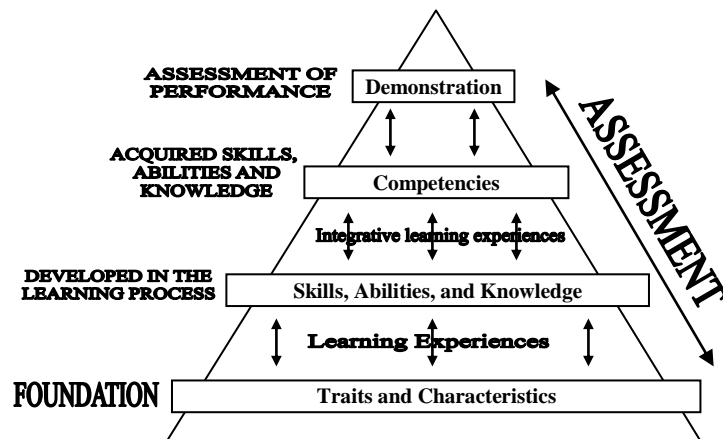 ASSESSMENT OF
PERFORMANCE
Demonstration
ASSESSMENT
ACQUIRED SKILLS,
ABILITIES AND
KNOWLEDGE
Competencies
Integrative learning experiences
DEVELOPED IN THE
LEARNING PROCESS
Skills, Abilities, and Knowledge
Learning Experiences
FOUNDATION
Traits and Characteristics